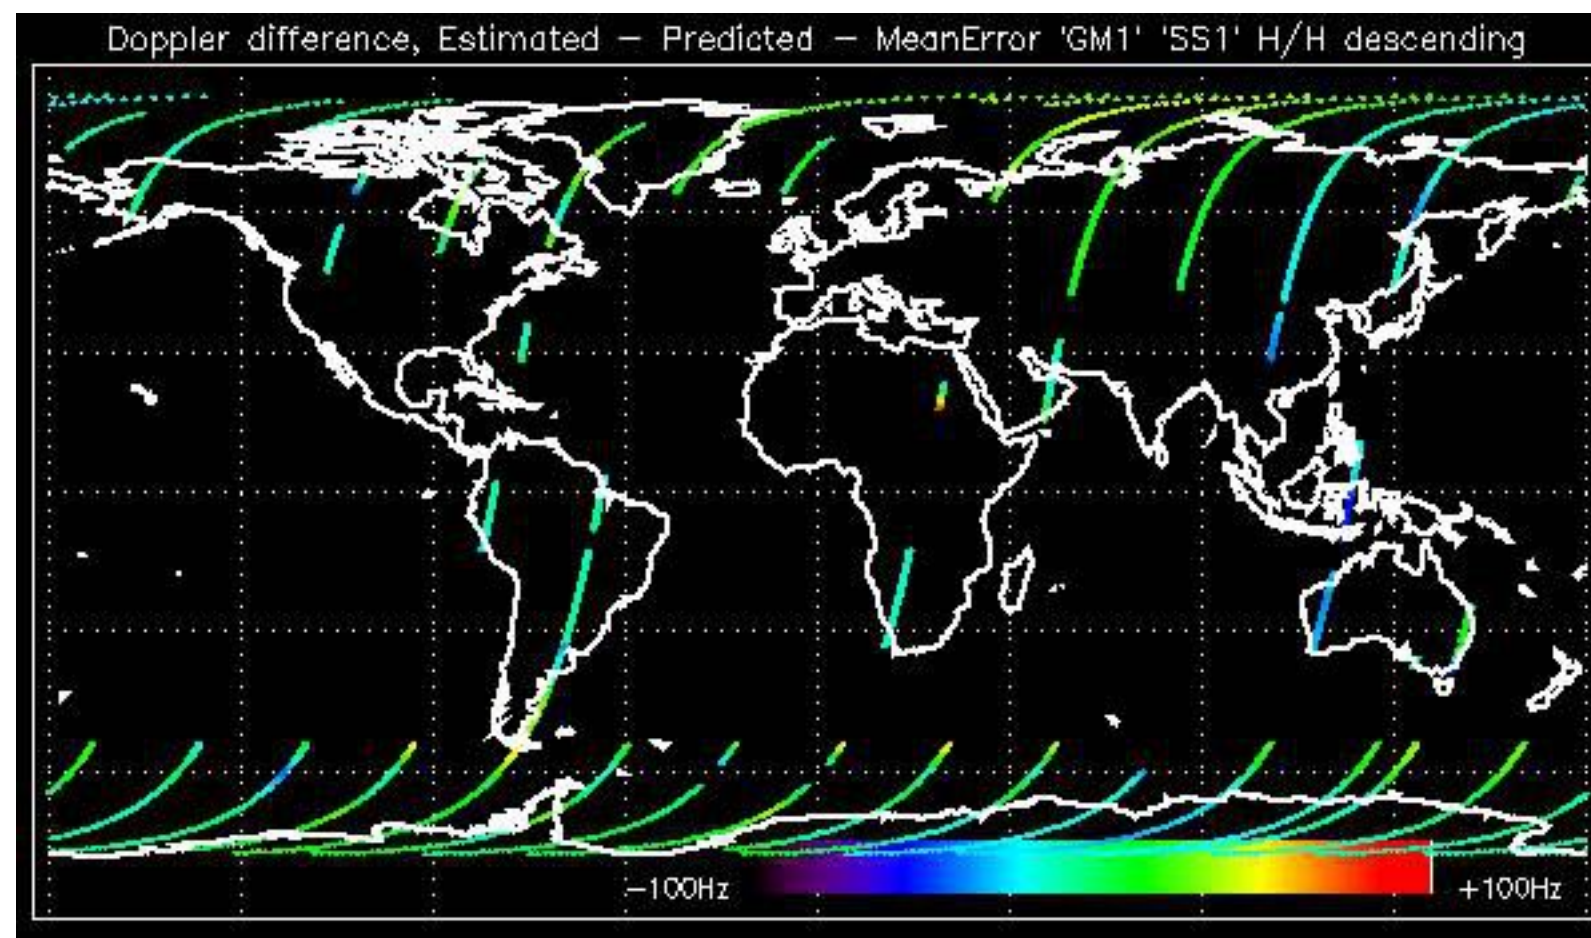 Doppler difference, Estimated – Predicted – MeanError 'GM1' 'SS1' H/H descending
–100Hz
+100Hz